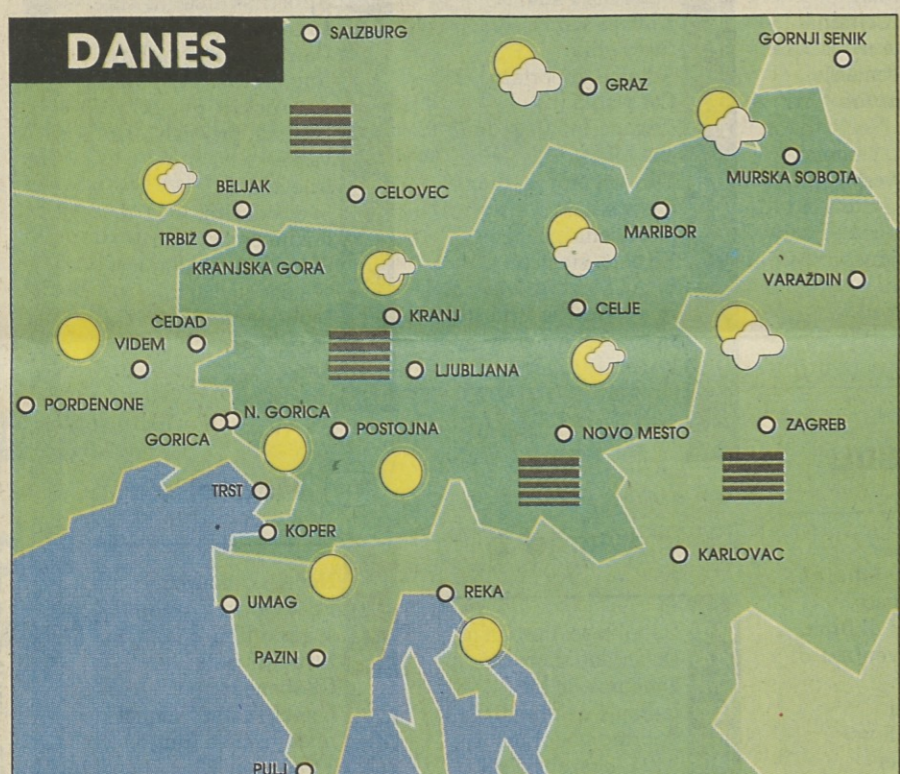 DANES
SALZBURG
GORNJI SENIK
GRAZ
MURSKA SOBOTA
BELJAK
CELOVEC
MARIBOR
TRBIŽ
KRANJSKA GORA
VARAŽDIN
CELJE
KRANJ
ČEDAD
VIDEM
LJUBLJANA
PORDENONE
N. GORICA
GORICA
POSTOJNA
NOVO MESTO
ZAGREB
TRST
KOPER
KARLOVAC
REKA
UMAG
PAZIN
PULJ